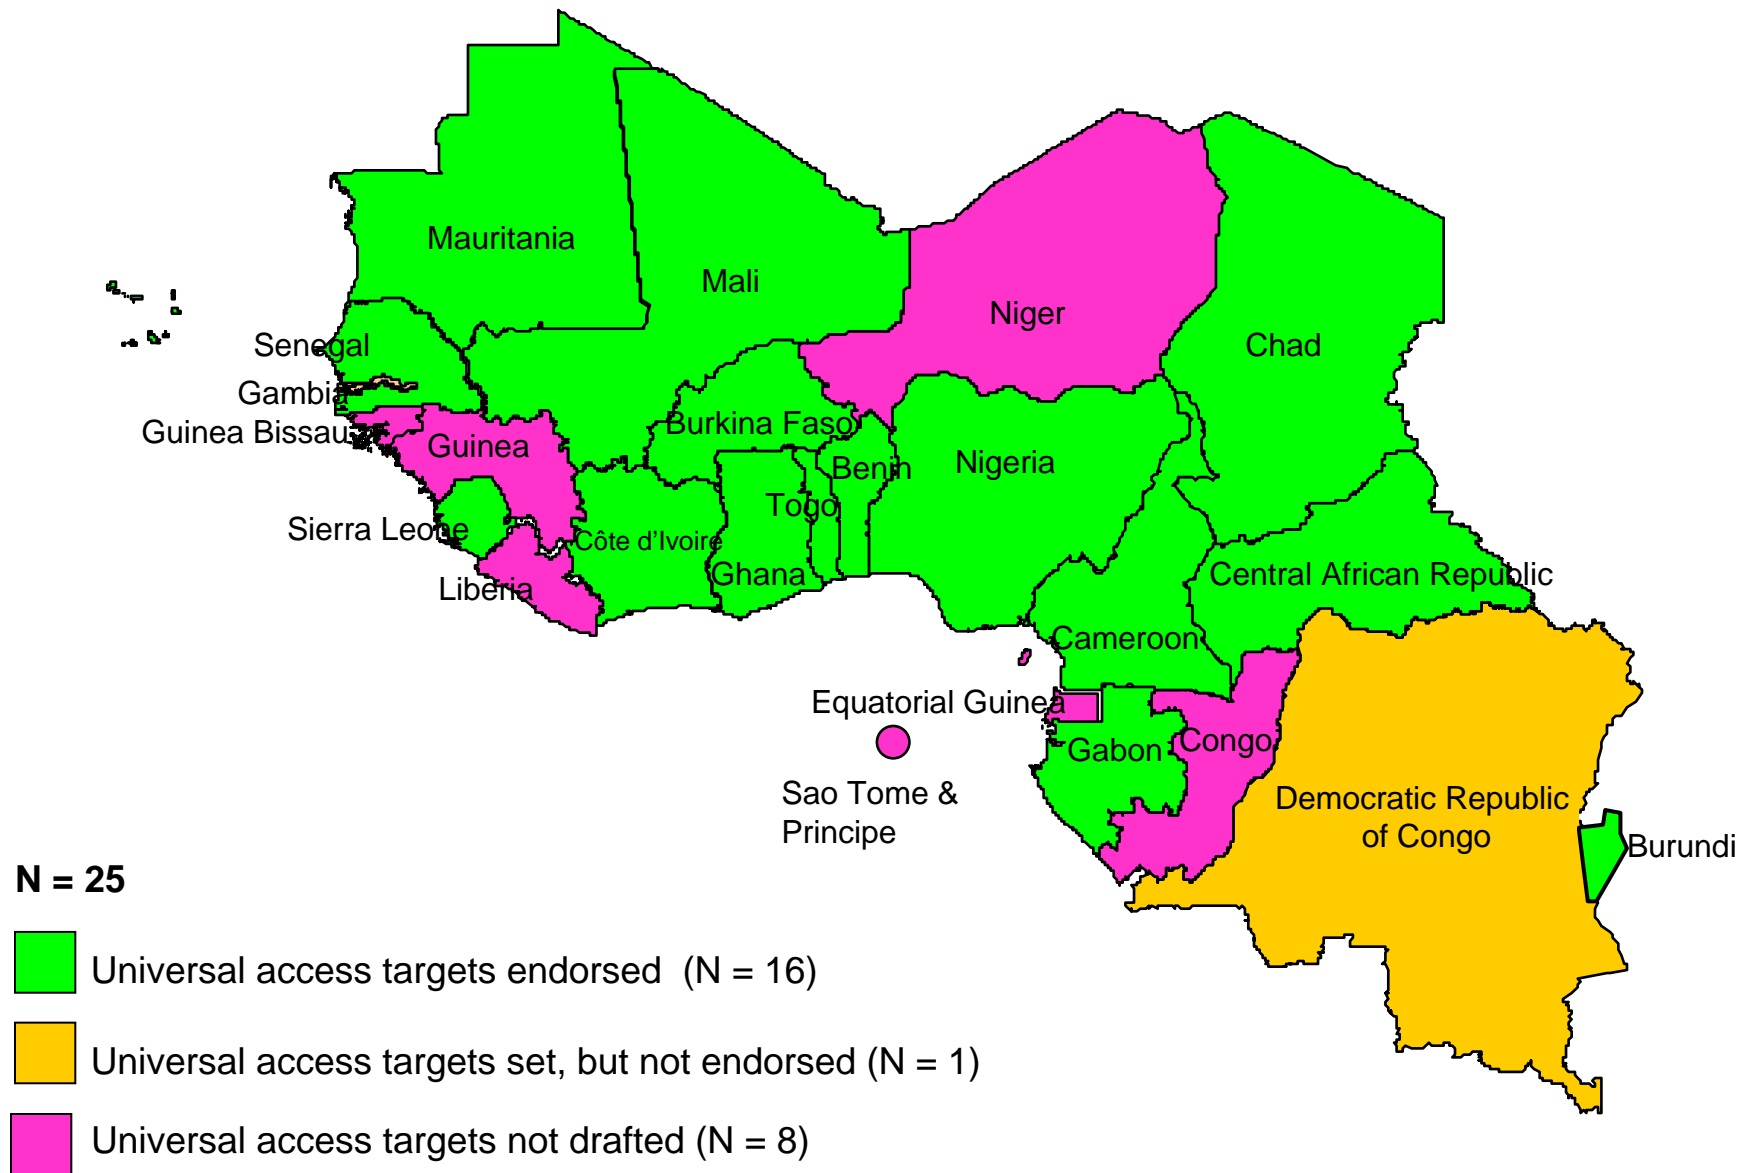 Mauritania
Mali
Niger
Chad
Senegal
Gambia
Guinea Bissau
Guinea
Burkina Faso
Benin
Nigeria
Togo
Sierra Leone
Côte d’Ivoire
Ghana
Liberia
Central African Republic
Cameroon
Equatorial Guinea
Gabon
Congo
Sao Tome &
Principe
Democratic Republic
of Congo
Burundi
N = 25
Universal access targets endorsed (N = 16)
Universal access targets set, but not endorsed (N = 1)
Universal access targets not drafted (N = 8)